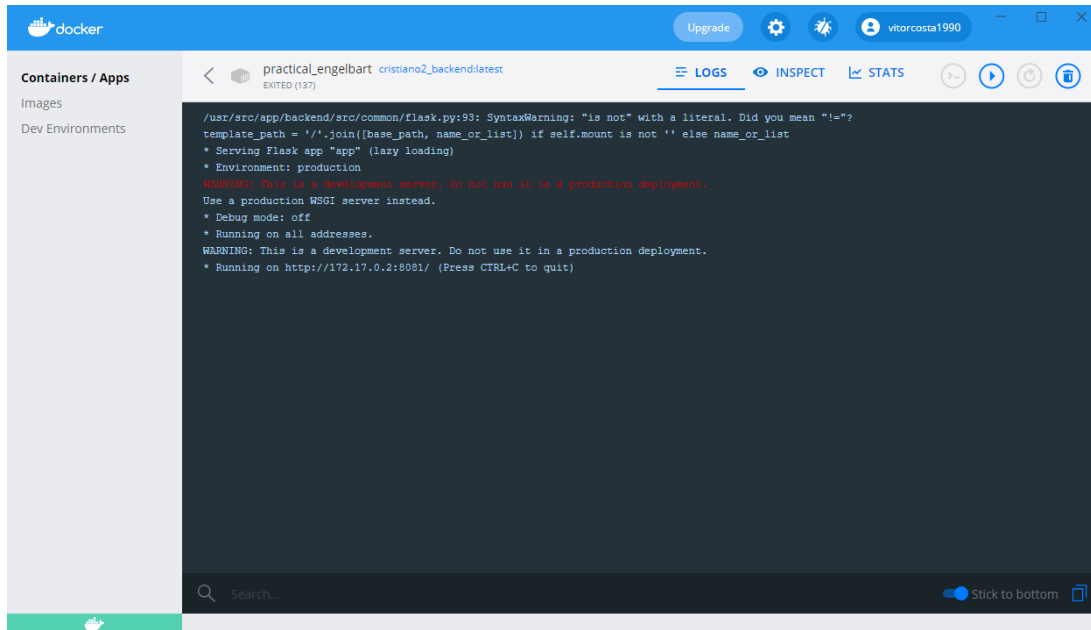 docker
Upgrade
vitorcosta1990
Containers / Apps
Images
Dev Environments
practical_engelbart cristiano2_backend:latest
EXITED (137)
LOGS
INSPECT
STATS
/usr/src/app/backend/src/common/flask.py:93: SyntaxWarning: "is not" with a literal. Did you mean "!="?
template_path = '/'.join([base_path, name_or_list]) if self.mount is not '' else name_or_list
* Serving Flask app "app" (lazy loading)
* Environment: production
WARNING: This is a development server. Do not use it in a production deployment.
Use a production WSGI server instead.
* Debug mode: off
* Running on all addresses.
WARNING: This is a development server. Do not use it in a production deployment.
* Running on http://172.17.0.2:8081/ (Press CTRL+C to quit)
Search...
Stick to bottom